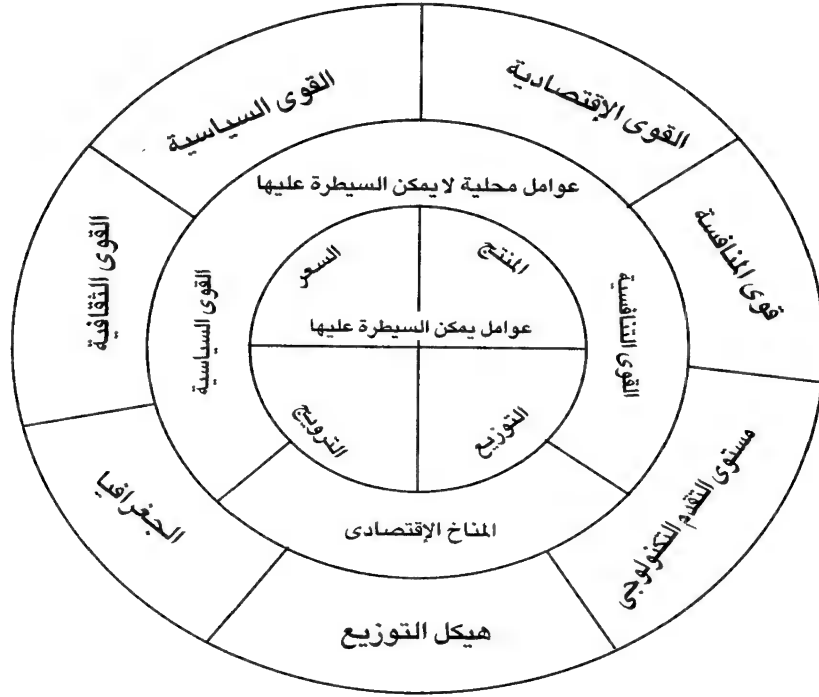 القوى الإقتصادية
القوى السياسية
قوى المنافسة
القوى الثقافية
مستوى التقدم التكنولوجى
الجغرافيا
هيكل التوزيع
عوامل محلية لا يمكن السيطرة عليها
القوى التنافسية
القوى السياسية
المناخ الإقتصادى
المنتج
السعر
عوامل يمكن السيطرة عليها
التوزيع
الترويج